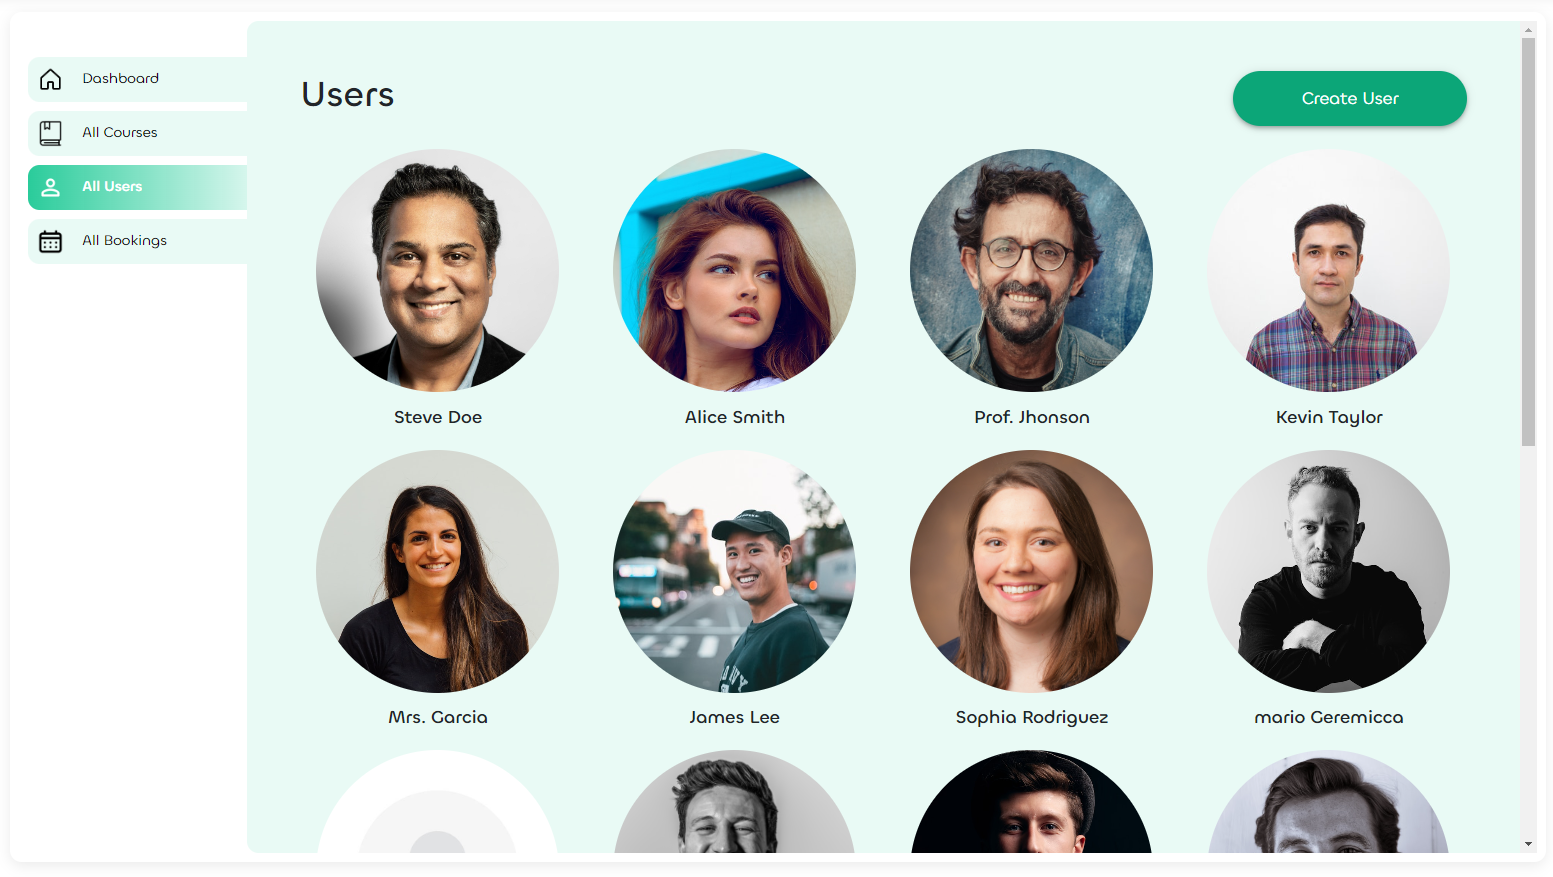 Dashboard
All Courses
All Users
All Bookings
Users
Create User
Steve Doe
Alice Smith
Prof. Jhonson
Kevin Taylor
Mrs. Garcia
James Lee
Sophia Rodriguez
mario Geremicca